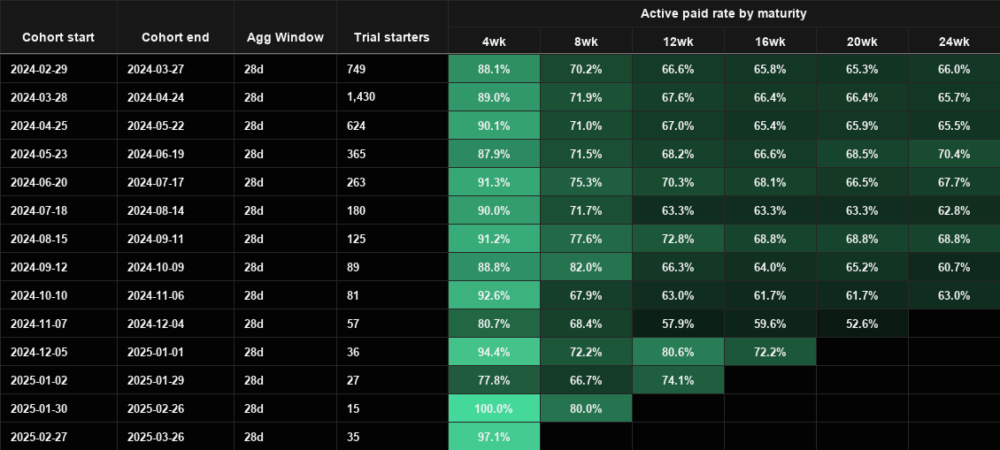 Active paid rate by maturity
Cohort start Cohort end Agg Window Trial starters 4wk 8wk 12wk 16wk 20wk 24wk
2024-02-29 2024-03-27 28d 749 88.1% 70.2% 66.6% 65.8% 65.3% 66.0%
2024-03-28 2024-04-24 28d 1,430 89.0% 71.9% 67.6% 66.4% 66.4% 65.7%
2024-04-25 2024-05-22 28d 624 90.1% 71.0% 67.0% 65.4% 65.9% 65.5%
2024-05-23 2024-06-19 28d 365 87.9% 71.5% 68.2% 66.6% 68.5% 70.4%
2024-06-20 2024-07-17 28d 263 91.3% 75.3% 70.3% 68.1% 66.5% 67.7%
2024-07-18 2024-08-14 28d 180 90.0% 71.7% 63.3% 63.3% 63.3% 62.8%
2024-08-15 2024-09-11 28d 125 91.2% 77.6% 72.8% 68.8% 68.8% 68.8%
2024-09-12 2024-10-09 28d 89 88.8% 82.0% 66.3% 64.0% 65.2% 60.7%
2024-10-10 2024-11-06 28d 81 92.6% 67.9% 63.0% 61.7% 61.7% 63.0%
2024-11-07 2024-12-04 28d 57 80.7% 68.4% 57.9% 59.6% 52.6%
2024-12-05 2025-01-01 28d 36 94.4% 72.2% 80.6% 72.2%
2025-01-02 2025-01-29 28d 27 77.8% 66.7% 74.1%
2025-01-30 2025-02-26 28d 15 100.0% 80.0%
2025-02-27 2025-03-26 28d 35 97.1%